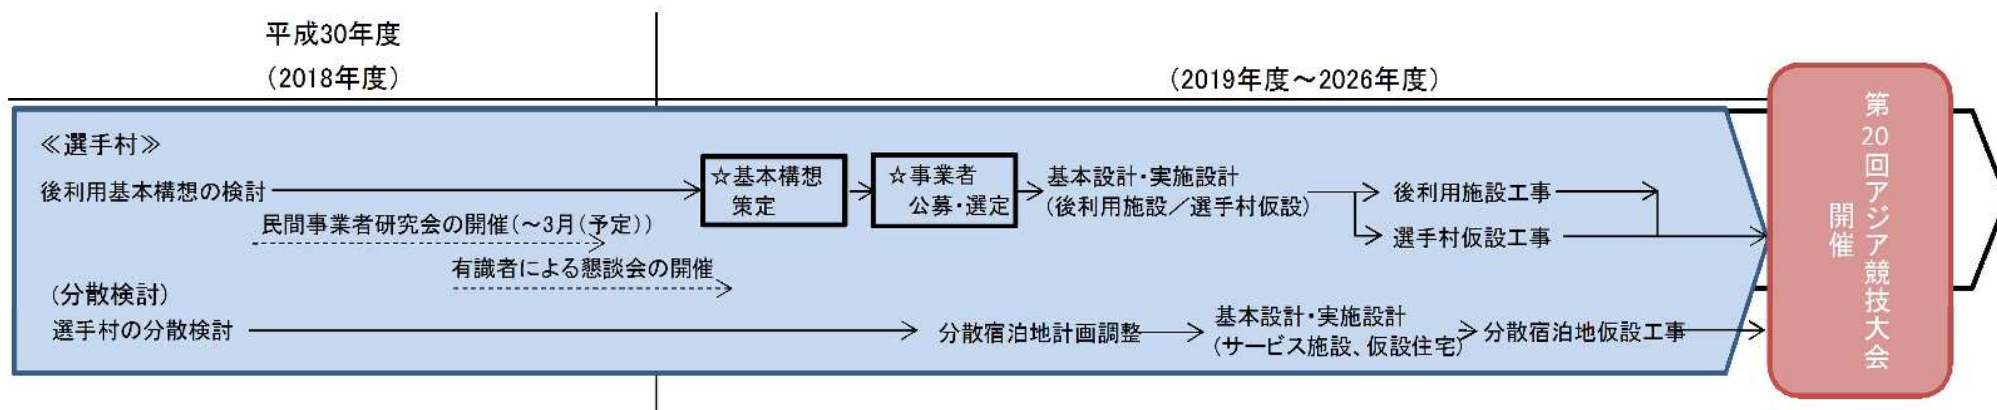 平成30年度
(2018年度)
(2019年度～2026年度)
≪選手村≫
後利用基本構想の検討
☆基本構想
策定
☆事業者
公募・選定
基本設計・実施設計
(後利用施設／選手村仮設)
後利用施設工事
選手村仮設工事
民間事業者研究会の開催(～3月(予定))
有識者による懇談会の開催
(分散検討)
選手村の分散検討
分散宿泊地計画調整
基本設計・実施設計
(サービス施設、仮設住宅)
分散宿泊地仮設工事
第20回アジア競技大会
開催